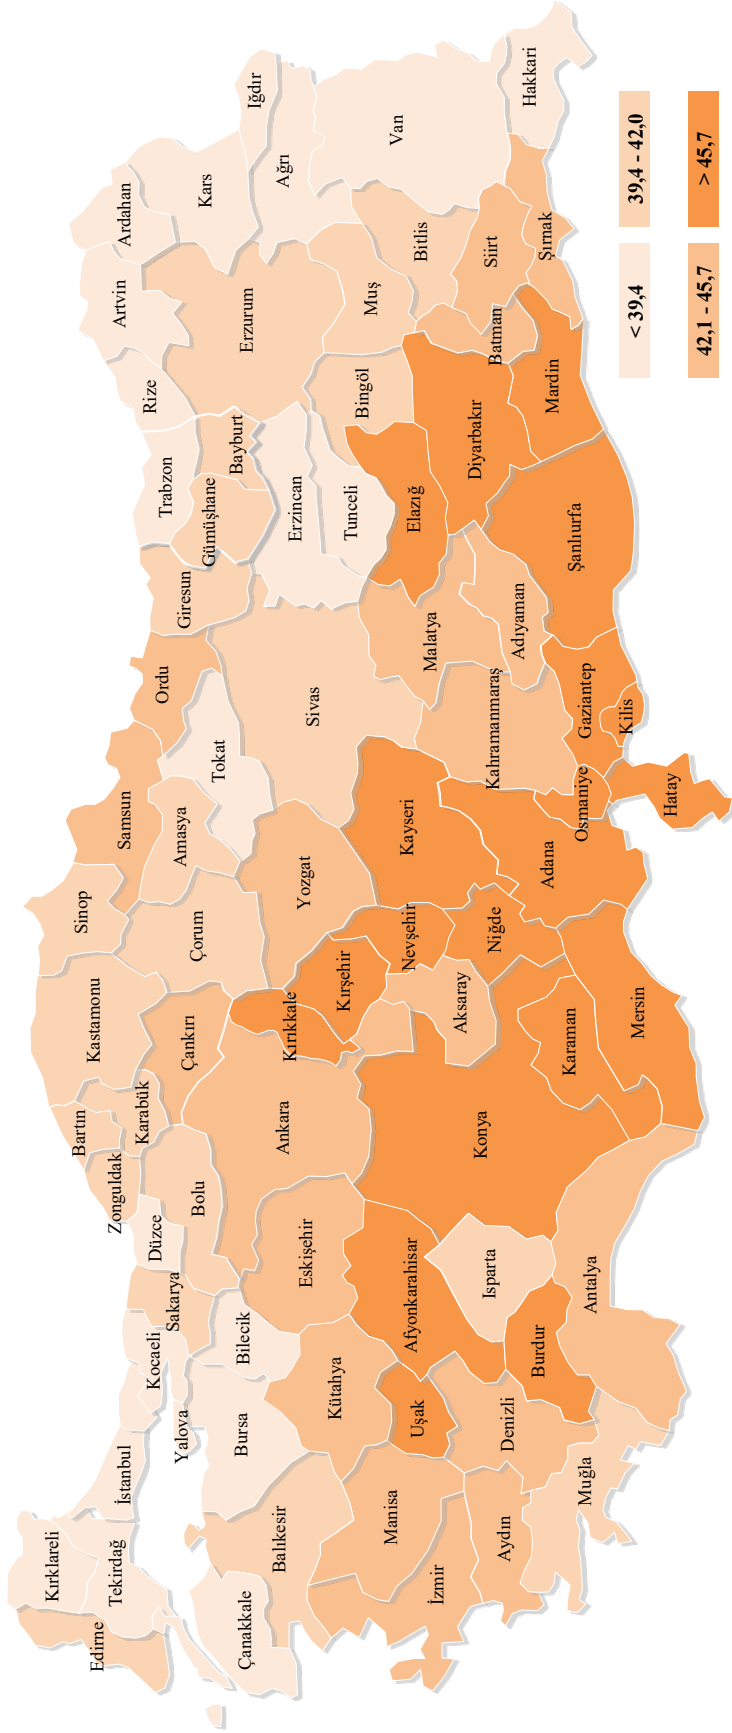 Kırklareli
Edirne
Tekirdağ
İstanbul
Çanakkale
Balıkesir
Bursa
Yalova
Kocaeli
Sakarya
Düzce
Bilecik
Bolu
Zonguldak
Bartın
Karabük
Kastamonu
Çankırı
Sinop
Çorum
Samsun
Amasya
Tokat
Ordu
Giresun
Gümüşhane
Trabzon
Bayburt
Rize
Artvin
Ardahan
Kars
Iğdır
Ağrı
Erzurum
Erzincan
Tunceli
Sivas
Yozgat
Kırıkkale
Ankara
Eskişehir
Kütahya
Manisa
İzmir
Uşak
Afyonkarahisar
Aydın
Denizli
Muğla
Burdur
Isparta
Antalya
Konya
Karaman
Mersin
Aksaray
Niğde
Nevşehir
Kırşehir
Kayseri
Adana
Osmaniye
Hatay
Kahramanmaraş
Gaziantep
Kilis
Malatya
Adıyaman
Şanlıurfa
Elazığ
Diyarbakır
Mardin
Bingöl
Muş
Batman
Bitlis
Siirt
Şırnak
Van
Hakkari
< 39,4
39,4 - 42,0
42,1 - 45,7
> 45,7